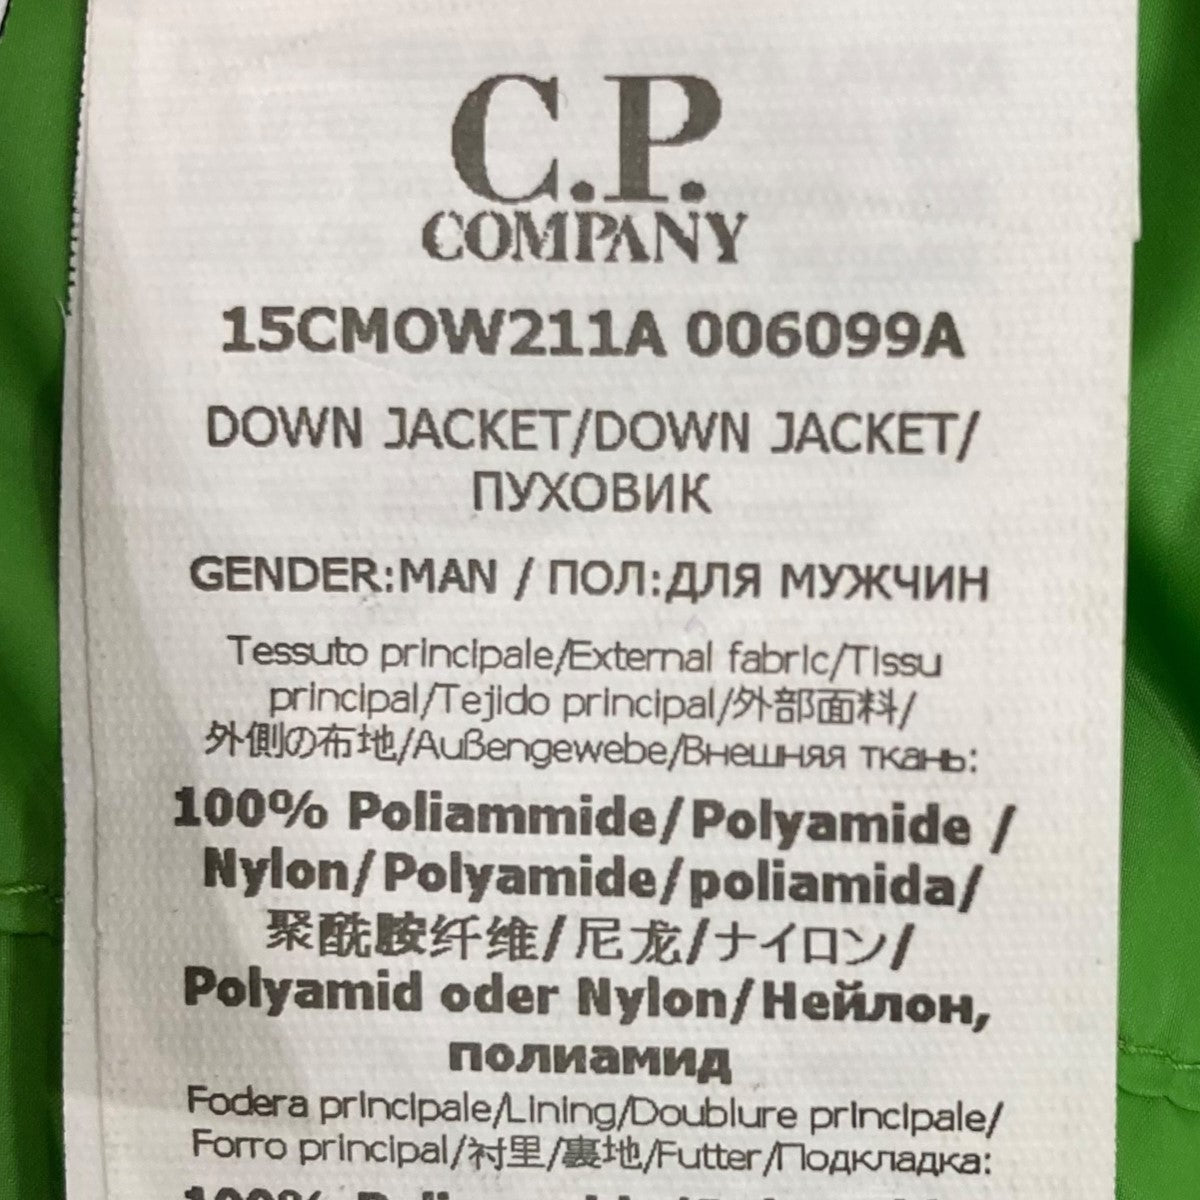 C.P.
COMPANY
15CMOW211A 006099A
DOWN JACKET/DOWN JACKET/
ПУХОВИК
GENDER:MAN / ПОЛ:ДЛЯ МУЖЧИН
Tessuto principale/External fabric/Tissu
principal/Tejido principal/外部面料/
外側の布地/Außengewebe/Внешняя ткань:
100% Poliammide/Polyamide /
Nylon/Polyamide/poliamida/
聚酰胺纤维/尼龙/ナイロン/
Polyamid oder Nylon/Нейлон,
полиамид
Fodera principale/Lining/Doublure principale/
Forro principal/衬里/裏地/Futter/Подкладка: